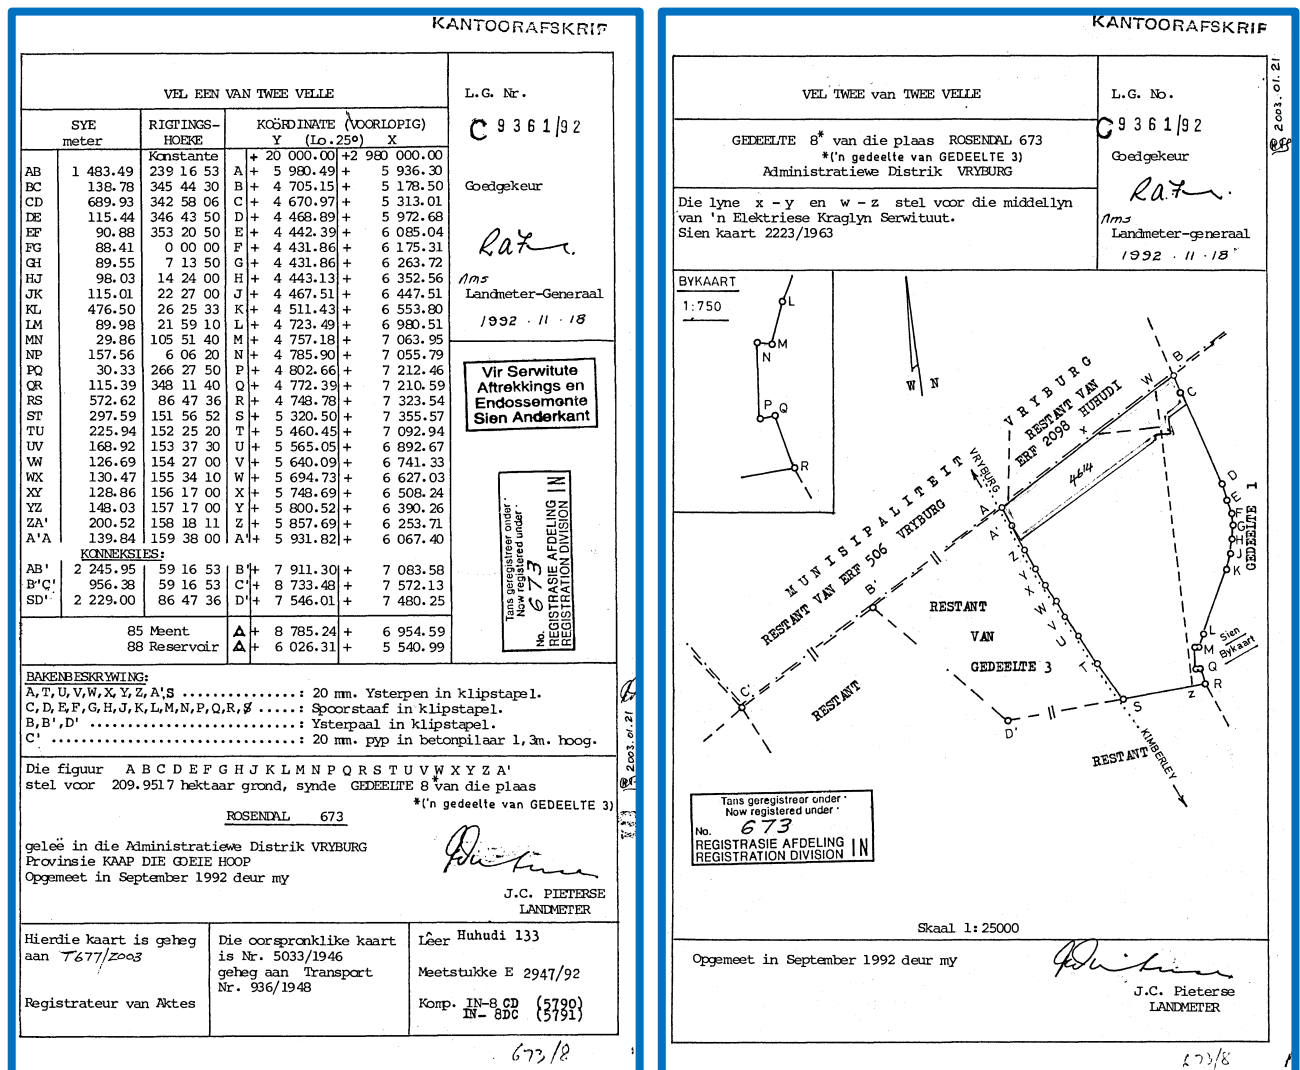 KANTOORAFSKRIF
VEL EEN VAN TWEE VELLE
L.G. Nr.
C 9361/92
Goedgekeur
nms
Landmeter-Generaal
1992 . 11 . 18
SYE meter RIGTINGS-HOEKE KOÖRDINATE (VOORLOPIG) Y (Lo.25º) X
Konstante + 20 000.00 +2 980 000.00
AB 1 483.49 239 16 53 A + 5 980.49 + 5 936.30
BC 138.78 345 44 30 B + 4 705.15 + 5 178.50
CD 689.93 342 58 06 C + 4 670.97 + 5 313.01
DE 115.44 346 43 50 D + 4 468.89 + 5 972.68
EF 90.88 353 20 50 E + 4 442.39 + 6 085.04
FG 88.41 0 00 00 F + 4 431.86 + 6 175.31
GH 89.55 7 13 50 G + 4 431.86 + 6 263.72
HJ 98.03 14 24 00 H + 4 443.13 + 6 352.56
JK 115.01 22 27 00 J + 4 467.51 + 6 447.51
KL 476.50 26 25 33 K + 4 511.43 + 6 553.80
LM 89.98 21 59 10 L + 4 723.49 + 6 980.51
MN 29.86 105 51 40 M + 4 757.18 + 7 063.95
NP 157.56 6 06 20 N + 4 785.90 + 7 055.79
PQ 30.33 266 27 50 P + 4 802.66 + 7 212.46
QR 115.39 348 11 40 Q + 4 772.39 + 7 210.59
RS 572.62 86 47 36 R + 4 748.78 + 7 323.54
ST 297.59 151 56 52 S + 5 320.50 + 7 355.57
TU 225.94 152 25 20 T + 5 460.45 + 7 092.94
UV 168.92 153 37 30 U + 5 565.05 + 6 892.67
VW 126.69 154 27 00 V + 5 640.09 + 6 741.33
WX 130.47 155 34 10 W + 5 694.73 + 6 627.03
XY 128.86 156 17 00 X + 5 748.69 + 6 508.24
YZ 148.03 157 17 00 Y + 5 800.52 + 6 390.26
ZA' 200.52 158 18 11 Z + 5 857.69 + 6 253.71
A'A 139.84 159 38 00 A' + 5 931.82 + 6 067.40
KONNEKSIES:
AB' 2 245.95 59 16 53 B' + 7 911.30 + 7 083.58
B'C' 956.38 59 16 53 C' + 8 733.48 + 7 572.13
SD' 2 229.00 86 47 36 D' + 7 546.01 + 7 480.25
85 Meent △ + 8 785.24 + 6 954.59
88 Reservoir △ + 6 026.31 + 5 540.99
Vir Serwitute
Aftrekkings en
Endossemente
Sien Anderkant
Tans geregistreer onder
Now registered under
No. 673
REGISTRASIE AFDELING
REGISTRATION DIVISION IN
BAKENBESKRYWING:
A,T,U,V,W,X,Y,Z,A',S ..............: 20 mm. Ysterpen in klipstapel.
C,D,E,F,G,H,J,K,L,M,N,P,Q,R,S .....: Spoorstaaf in klipstapel.
B,B',D' ...........................: Ysterpaal in klipstapel.
C' ................................: 20 mm. pyp in betonpilaar 1,3m. hoog.
2003.01.21
Die figuur A B C D E F G H J K L M N P Q R S T U V W X Y Z A'
stel voor 209.9517 hektaar grond, synde GEDEELTE 8* van die plaas
*('n gedeelte van GEDEELTE 3)
ROSENDAL 673
geleë in die Administratiewe Distrik VRYBURG
Provinsie KAAP DIE GOEIE HOOP
Opgemeet in September 1992 deur my
J.C. PIETERSE
LANDMETER
Hierdie kaart is geheg
aan T677/2003
Registrateur van Aktes
Die oorspronklike kaart
is Nr. 5033/1946
geheg aan Transport
Nr. 936/1948
Lêer Huhudi 133
Meetstukke E 2947/92
Komp. IN-8 CD (5790)
IN- 8DC (5791)
673/8
KANTOORAFSKRIF
2003.01.21
VEL TWEE van TWEE VELLE
L.G. No.
C 9361/92
GEDEELTE 8* van die plaas ROSENDAL 673
*('n gedeelte van GEDEELTE 3)
Administratiewe Distrik VRYBURG
Goedgekeur
nms
Landmeter-generaal
1992 . 11 . 18
Die lyne x - y en w - z stel voor die middellyn
van 'n Elektriese Kraglyn Serwituut.
Sien kaart 2223/1963
BYKAART
1:750
L
M
N
P
Q
R
W N
MUNISIPALITEIT VRYBURG
RESTANT VAN
ERF 2098 HUHUDI
RESTANT VAN ERF 506 VRYBURG
VRYBURG
4614
A
B
C
D
E
F
G
H
J
K
L
M
Q
R
S
T
U
V
W
X
Y
Z
A'
B'
C'
D'
W
x
z
GEDEELTE 1
Sien
Bykaart
RESTANT
VAN
GEDEELTE 3
RESTANT
RESTANT
KIMBERLEY
Tans geregistreer onder
Now registered under
No. 673
REGISTRASIE AFDELING
REGISTRATION DIVISION IN
Skaal 1:25000
Opgemeet in September 1992 deur my
J.C. Pieterse
LANDMETER
673/8